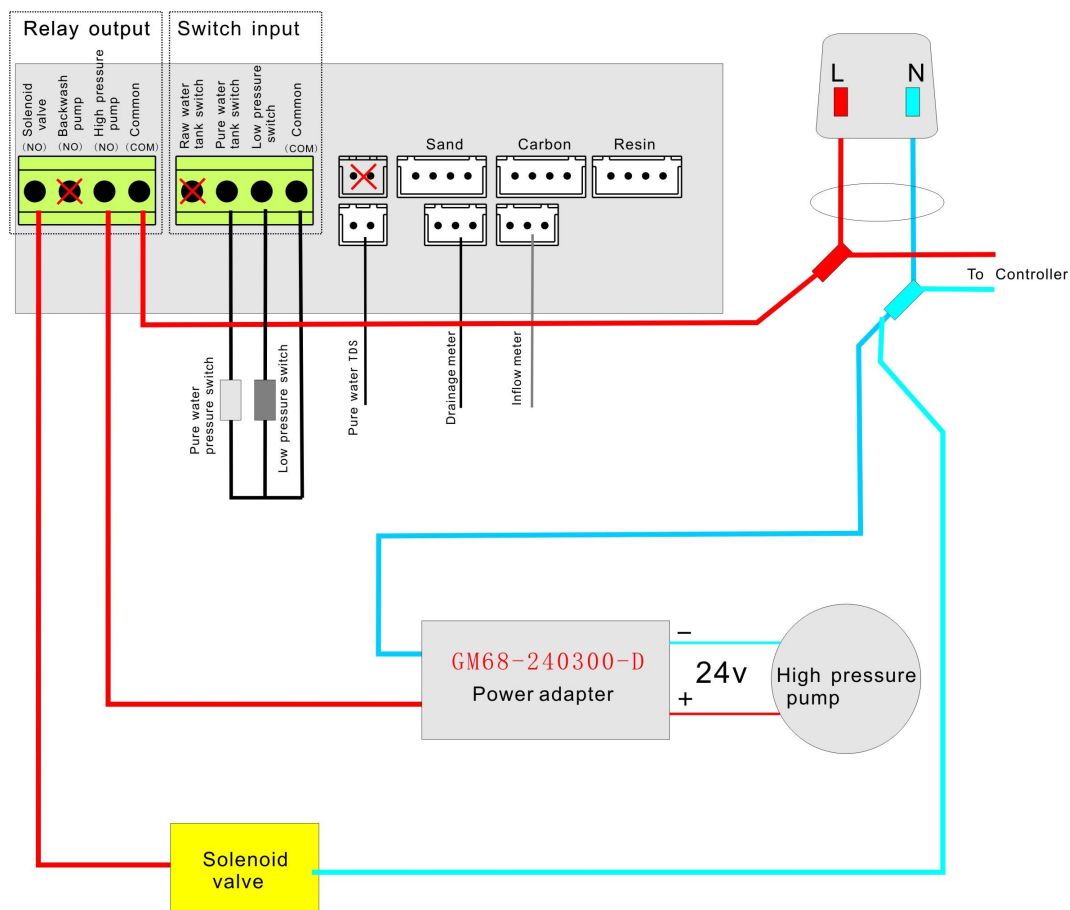 Relay output
Switch input
Solenoid
valve
(NO)
Backwash
pump
(NO)
High pressure
pump
(NO)
Common
(COM)
Raw water
tank switch
Pure water
tank switch
Low pressure
switch
Common
(COM)
Sand
Carbon
Resin
L
N
To Controller
Pure water
pressure switch
Low pressure switch
Pure water TDS
Drainage meter
Inflow meter
GM68-240300-D
Power adapter
−
24v
+
High pressure
pump
Solenoid
valve